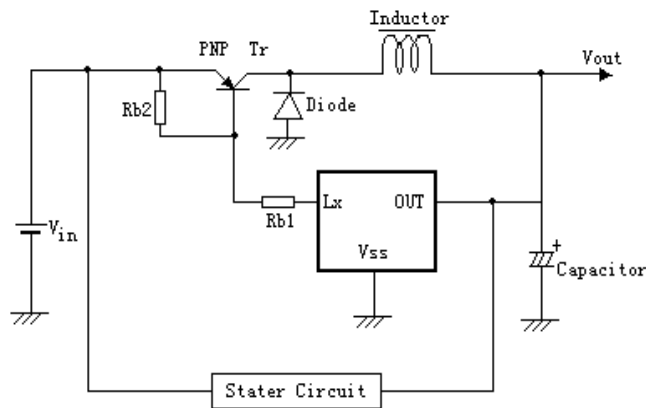 Inductor
PNP Tr
Vout
Rb2
Diode
Lx
OUT
Rb1
Vin
Vss
+
Capacitor
Stater Circuit